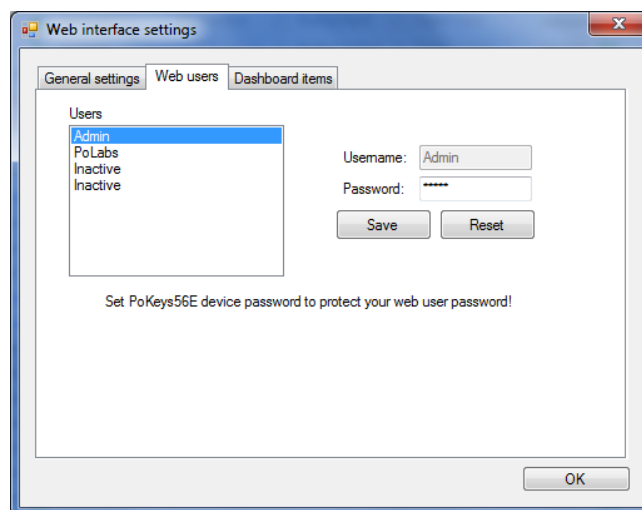 Web interface settings
General settings Web users Dashboard items
Users
Admin
PoLabs
Inactive
Inactive
Username: Admin
Password: *****
Save Reset
Set PoKeys56E device password to protect your web user password!
OK